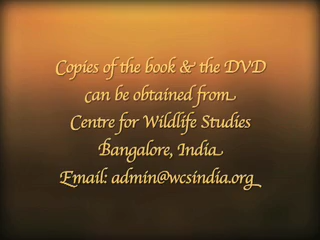 Copies of the book & the DVD
can be obtained from
Centre for Wildlife Studies
Bangalore, India
Email: admin@wcsindia.org